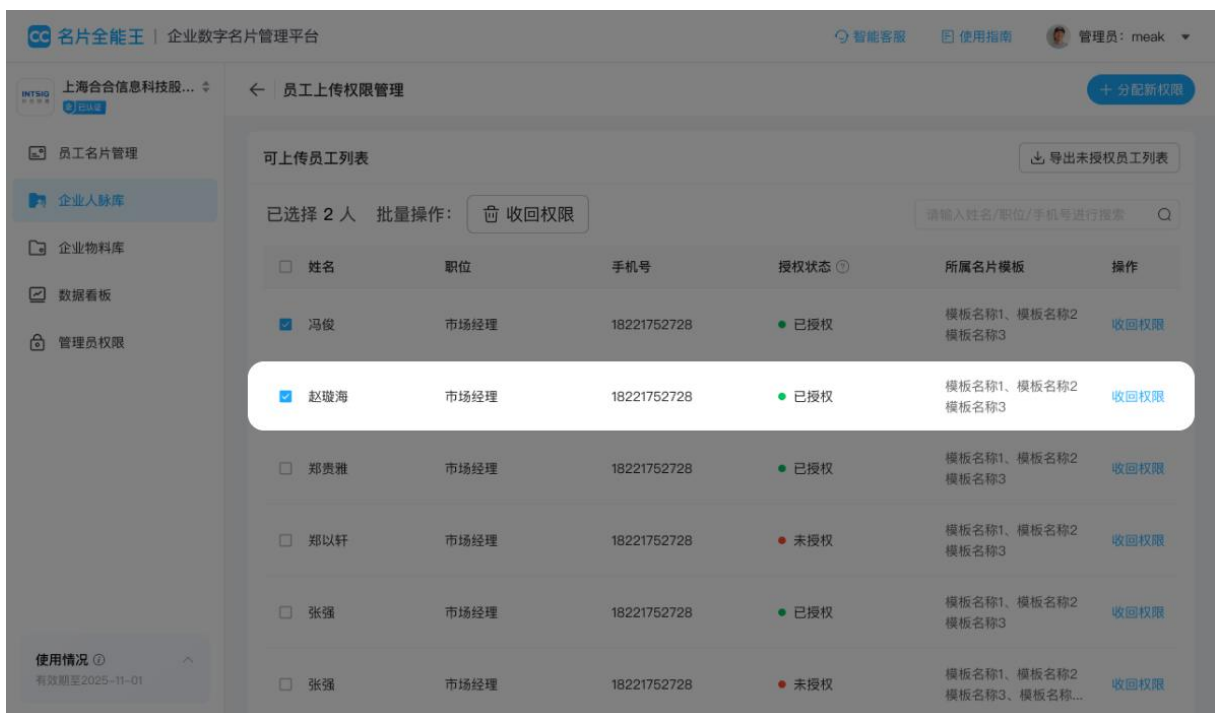 CC 名片全能王 | 企业数字名片管理平台
智能客服 使用指南 管理员：meak
INTSIG 上海合合信息科技股...
已认证
← 员工上传权限管理 + 分配新权限
员工名片管理
企业人脉库
企业物料库
数据看板
管理员权限
可上传员工列表 导出未授权员工列表
已选择 2 人 批量操作： 收回权限 请输入姓名/职位/手机号进行搜索
姓名 职位 手机号 授权状态 所属名片模板 操作
冯俊 市场经理 18221752728 已授权 模板名称1、模板名称2 收回权限
模板名称3
赵璇海 市场经理 18221752728 已授权 模板名称1、模板名称2 收回权限
模板名称3
郑贵雅 市场经理 18221752728 已授权 模板名称1、模板名称2 收回权限
模板名称3
郑以轩 市场经理 18221752728 未授权 模板名称1、模板名称2 收回权限
模板名称3
张强 市场经理 18221752728 已授权 模板名称1、模板名称2 收回权限
模板名称3
张强 市场经理 18221752728 未授权 模板名称1、模板名称2 收回权限
模板名称3、模板名称...
使用情况
有效期至2025-11-01